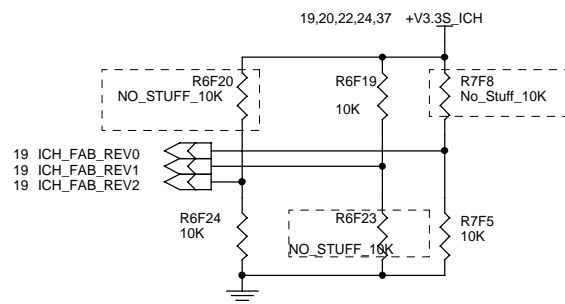 19,20,22,24,37 +V3.3S_ICH
R6F20
NO_STUFF_10K
R6F19
10K
R7F8
No_Stuff_10K
19 ICH_FAB_REV0
19 ICH_FAB_REV1
19 ICH_FAB_REV2
R6F24
10K
R6F23
NO_STUFF_10K
R7F5
10K